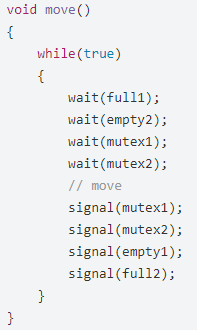 void move()
{
    while(true)
    {
        wait(full1);
        wait(empty2);
        wait(mutex1);
        wait(mutex2);
        // move
        signal(mutex1);
        signal(mutex2);
        signal(empty1);
        signal(full2);
    }
}